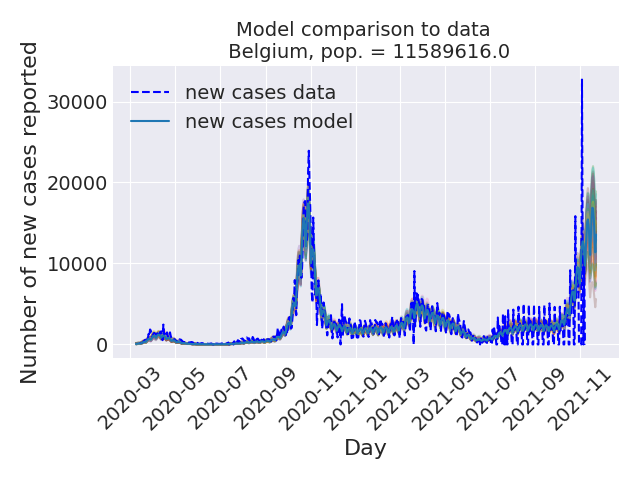 Model comparison to data
Belgium, pop. = 11589616.0
new cases data
new cases model
Number of new cases reported
30000
20000
10000
0
2020-03
2020-05
2020-07
2020-09
2020-11
2021-01
2021-03
2021-05
2021-07
2021-09
2021-11
Day